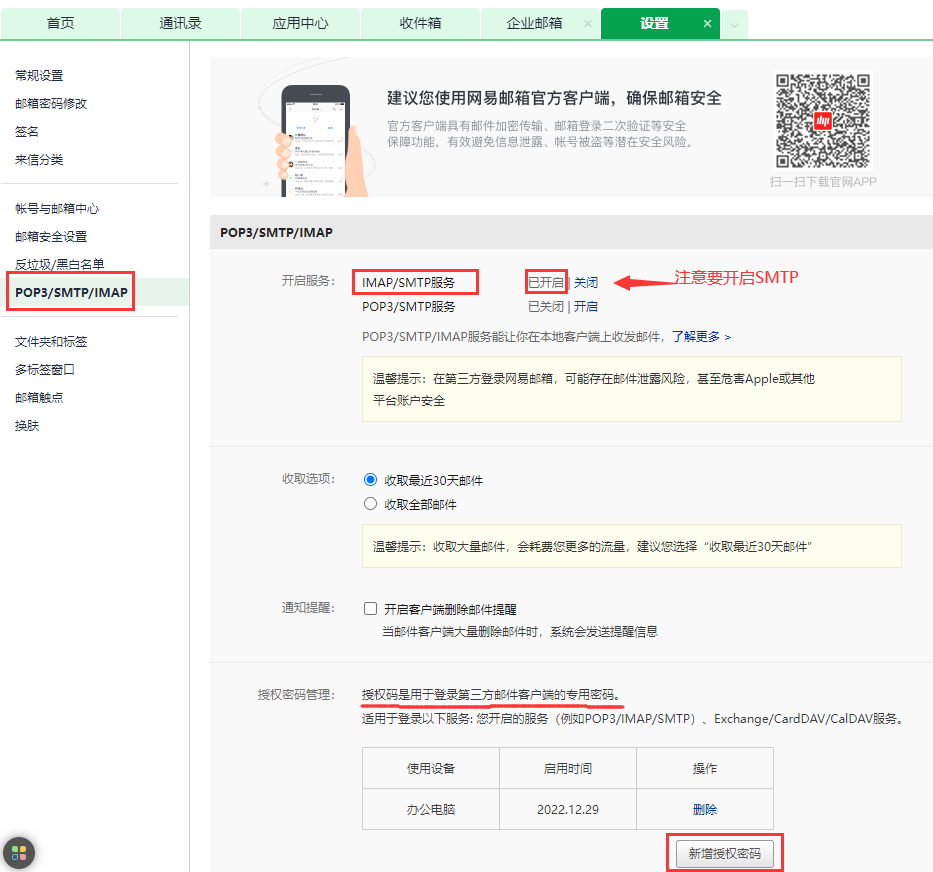 首页 通讯录 应用中心 收件箱 企业邮箱 × 设置 ×
常规设置
邮箱密码修改
签名
来信分类
帐号与邮箱中心
邮箱安全设置
反垃圾/黑白名单
POP3/SMTP/IMAP
文件夹和标签
多标签窗口
邮箱触点
换肤
建议您使用网易邮箱官方客户端，确保邮箱安全
官方客户端具有邮件加密传输、邮箱登录二次验证等安全
保障功能，有效避免信息泄露、帐号被盗等潜在安全风险。
扫一扫下载官网APP
POP3/SMTP/IMAP
开启服务： IMAP/SMTP服务 已开启 | 关闭 注意要开启SMTP
POP3/SMTP服务 已关闭 | 开启
POP3/SMTP/IMAP服务能让你在本地客户端上收发邮件，了解更多 >
温馨提示：在第三方登录网易邮箱，可能存在邮件泄露风险，甚至危害Apple或其他
平台账户安全
收取选项： 收取最近30天邮件
收取全部邮件
温馨提示：收取大量邮件，会耗费您更多的流量，建议您选择“收取最近30天邮件”
通知提醒： 开启客户端删除邮件提醒
当邮件客户端大量删除邮件时，系统会发送提醒信息
授权密码管理： 授权码是用于登录第三方邮件客户端的专用密码。
适用于登录以下服务: 您开启的服务（例如POP3/IMAP/SMTP）、Exchange/CardDAV/CalDAV服务。
使用设备 启用时间 操作
办公电脑 2022.12.29 删除
新增授权密码